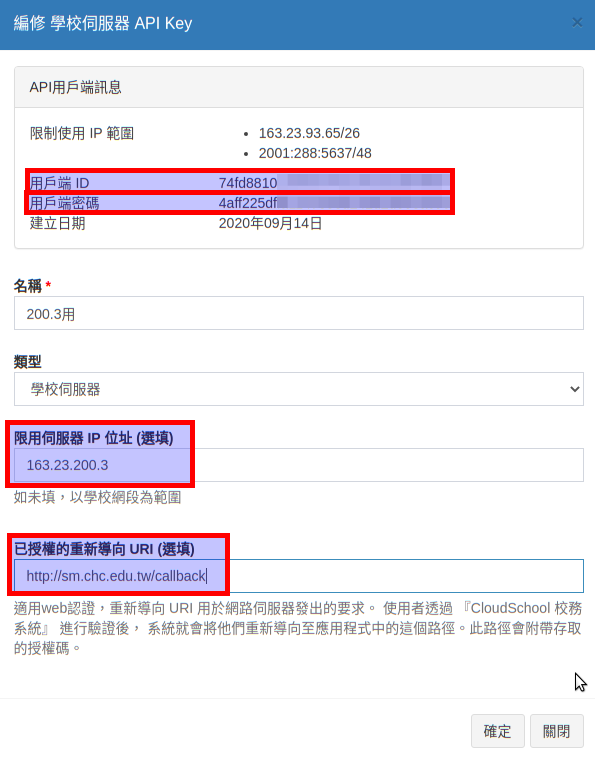 編修 學校伺服器 API Key
×
API用戶端訊息
限制使用 IP 範圍
163.23.93.65/26
2001:288:5637/48
用戶端 ID 74fd8810
用戶端密碼 4aff225df
建立日期 2020年09月14日
名稱 *
200.3用
類型
學校伺服器
限用伺服器 IP 位址 (選填)
163.23.200.3
如未填，以學校網段為範圍
已授權的重新導向 URI (選填)
http://sm.chc.edu.tw/callback
適用web認證，重新導向 URI 用於網路伺服器發出的要求。 使用者透過 『CloudSchool 校務
系統』 進行驗證後， 系統就會將他們重新導向至應用程式中的這個路徑。此路徑會附帶存取
的授權碼。
確定 關閉